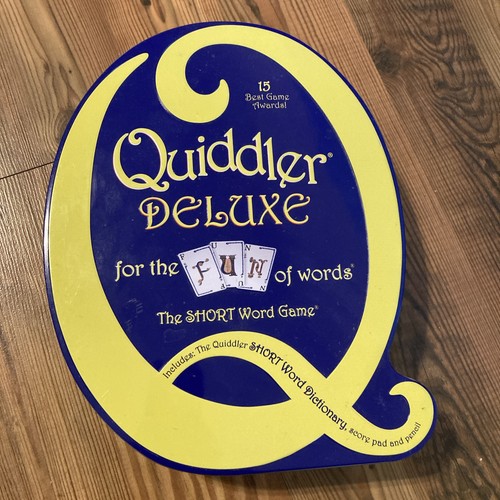 15
Best Game
Awards!
Quiddler®
DELUXE
for the FUN of words®
The SHORT Word Game®
Includes: The Quiddler SHORT Word Dictionary, score pad and pencil